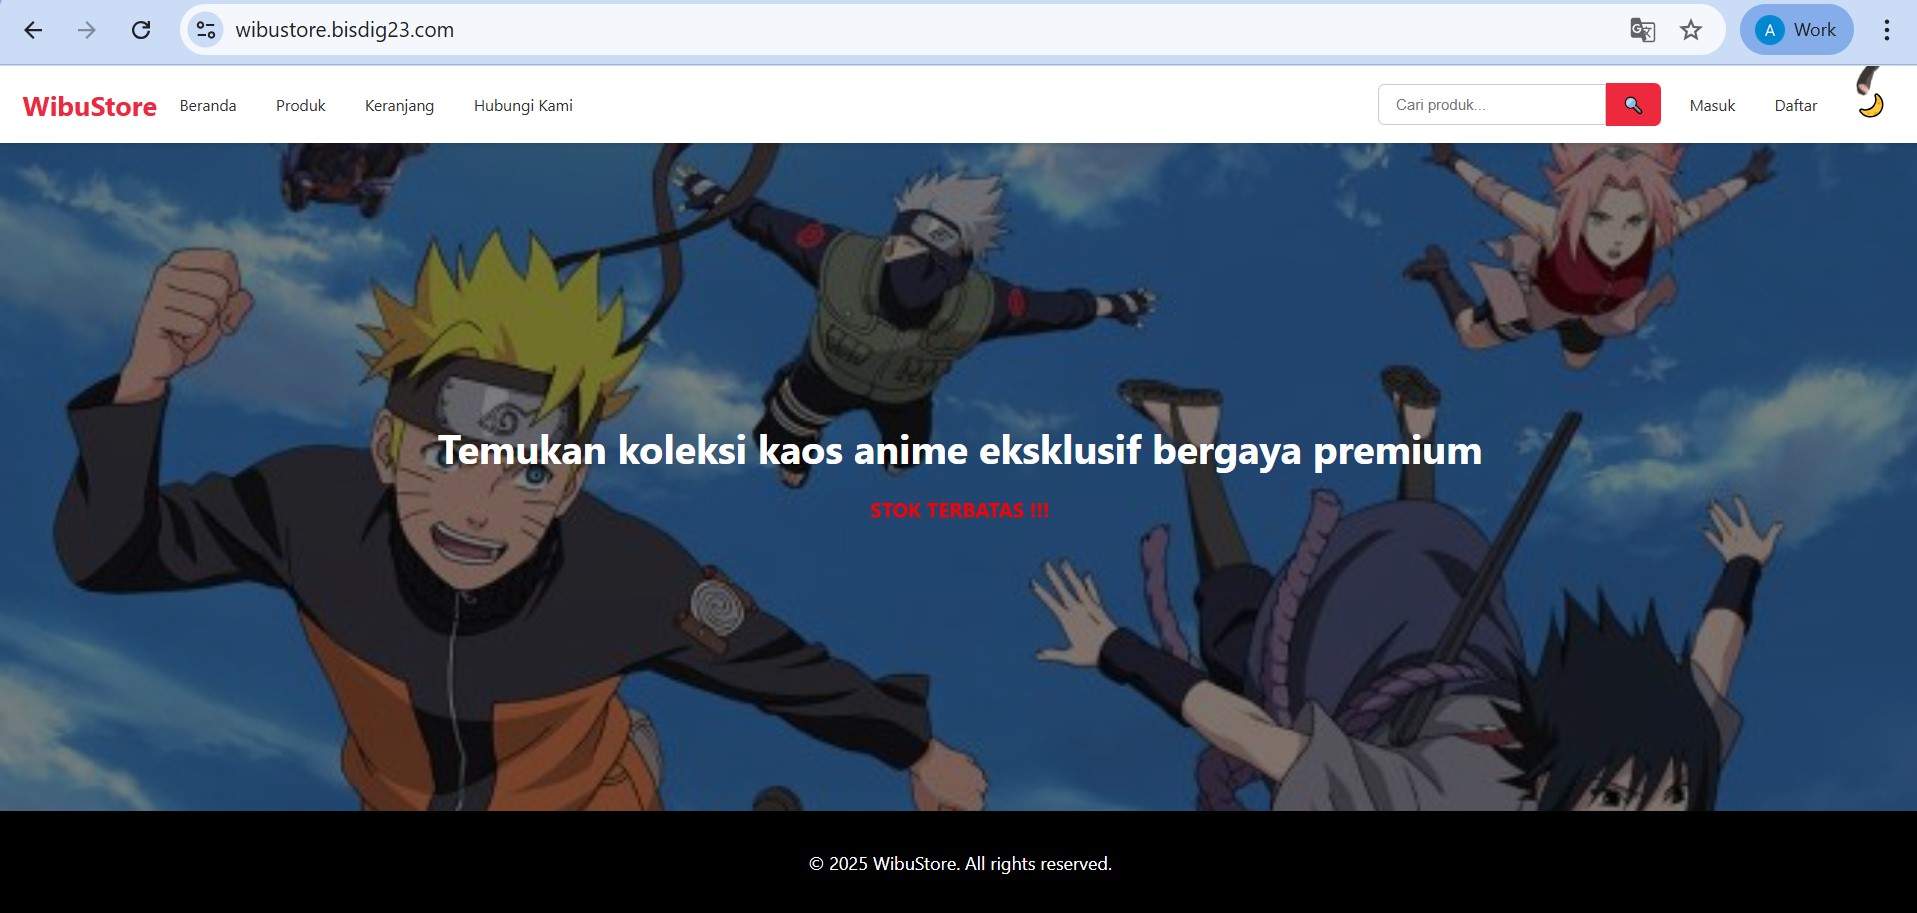 wibustore.bisdig23.com
A Work
WibuStore Beranda Produk Keranjang Hubungi Kami Cari produk... Masuk Daftar
Temukan koleksi kaos anime eksklusif bergaya premium
STOK TERBATAS !!!
© 2025 WibuStore. All rights reserved.